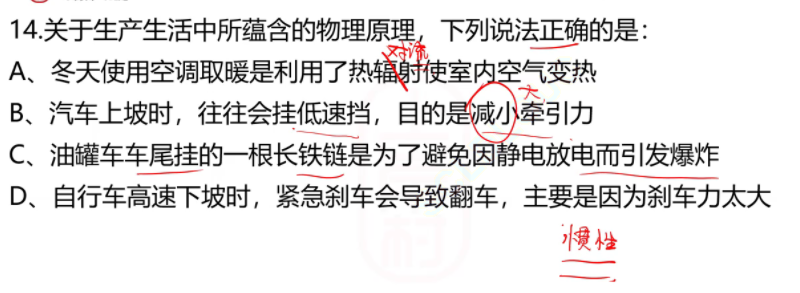 14.关于生产生活中所蕴含的物理原理，下列说法正确的是：
对流
A、冬天使用空调取暖是利用了热辐射使室内空气变热
大
B、汽车上坡时，往往会挂低速挡，目的是减小牵引力
C、油罐车车尾挂的一根长铁链是为了避免因静电放电而引发爆炸
D、自行车高速下坡时，紧急刹车会导致翻车，主要是因为刹车力太大
惯性